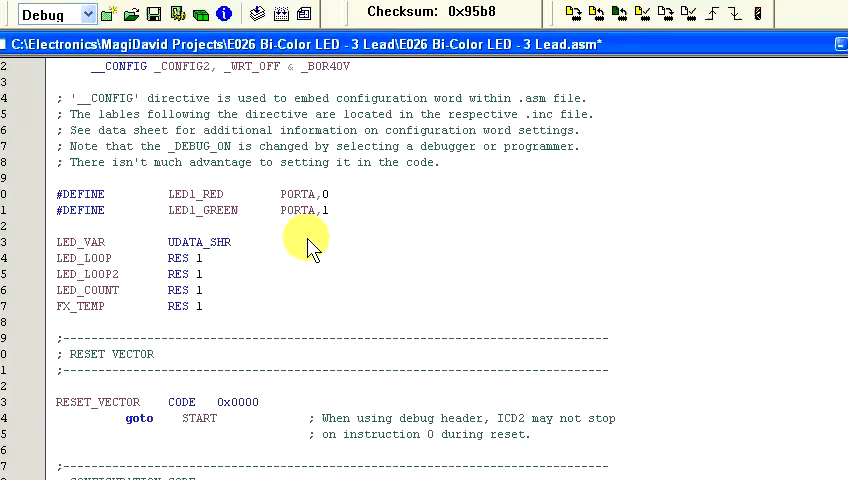 Debug
Checksum: 0x95b8
C:\Electronics\MagiDavid Projects\E026 Bi-Color LED - 3 Lead\E026 Bi-Color LED - 3 Lead.asm*
2 __CONFIG _CONFIG2, _WRT_OFF & _BOR40V
3
4 ; '__CONFIG' directive is used to embed configuration word within .asm file.
5 ; The lables following the directive are located in the respective .inc file.
6 ; See data sheet for additional information on configuration word settings.
7 ; Note that the _DEBUG_ON is changed by selecting a debugger or programmer.
8 ; There isn't much advantage to setting it in the code.
9
0 #DEFINE LED1_RED PORTA,0
1 #DEFINE LED1_GREEN PORTA,1
2
3 LED_VAR UDATA_SHR
4 LED_LOOP RES 1
5 LED_LOOP2 RES 1
6 LED_COUNT RES 1
7 FX_TEMP RES 1
8
9 ;------------------------------------------------------------------------------
0 ; RESET VECTOR
1 ;------------------------------------------------------------------------------
2
3 RESET_VECTOR CODE 0x0000
4 goto START ; When using debug header, ICD2 may not stop
5 ; on instruction 0 during reset.
6
7 ;------------------------------------------------------------------------------
; CONFIGURATION CODE